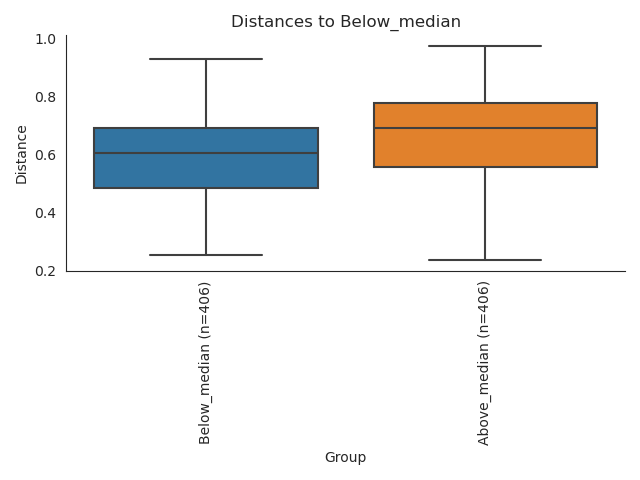 Distances to Below_median
1.0
0.8
0.6
0.4
0.2
Distance
Below_median (n=406)
Above_median (n=406)
Group